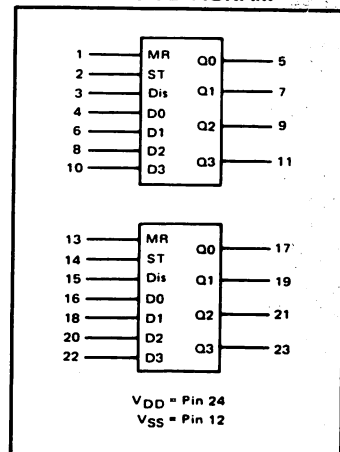 1 MR Q0 5
2 ST
3 Dis Q1 7
4 D0
6 D1 Q2 9
8 D2
10 D3 Q3 11
13 MR Q0 17
14 ST
15 Dis Q1 19
16 D0
18 D1 Q2 21
20 D2
22 D3 Q3 23
VDD = Pin 24
VSS = Pin 12